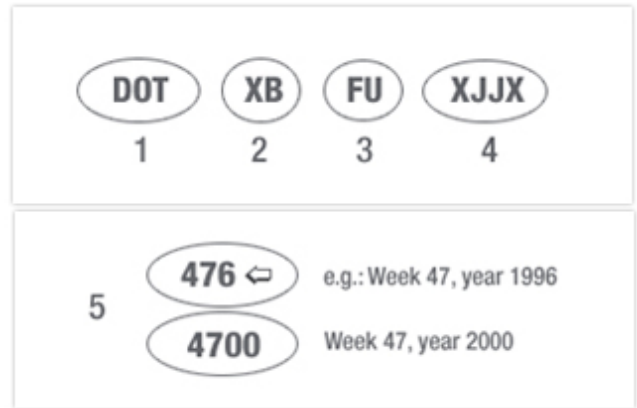 DOT XB FU XJJX
1 2 3 4
476 ⇦ e.g.: Week 47, year 1996
5
4700 Week 47, year 2000